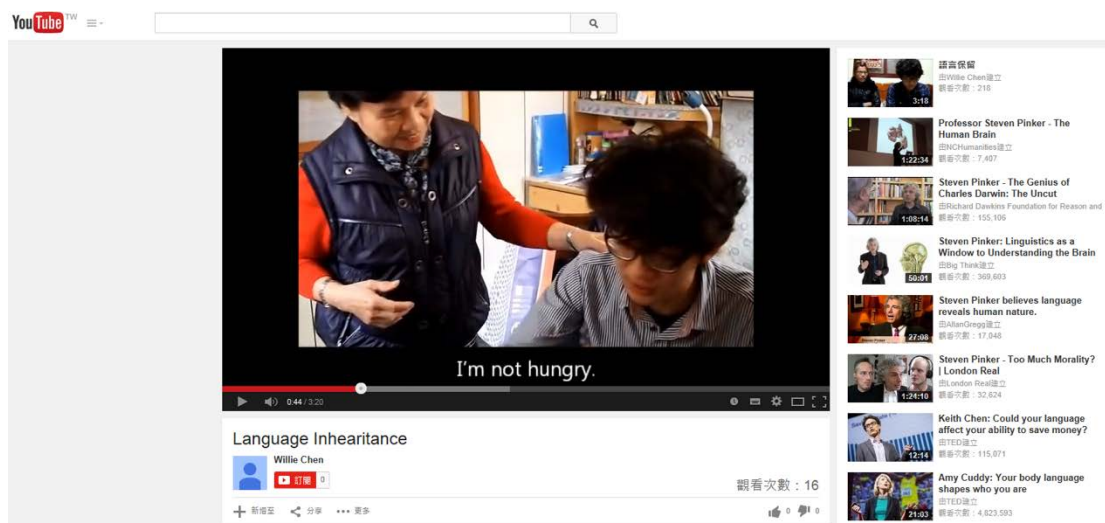 YouTube TW
I'm not hungry.
0:44 / 3:20
Language Inhearitance
Willie Chen
訂閱 0
觀看次數：16
新增至 分享 更多
0 0
語言保留
由Willie Chen建立
觀看次數：216
3:18
Professor Steven Pinker - The
Human Brain
由NCHumanities建立
觀看次數：7,407
1:22:34
Steven Pinker - The Genius of
Charles Darwin: The Uncut
由Richard Dawkins Foundation for Reason and
觀看次數：155,106
1:08:14
Steven Pinker: Linguistics as a
Window to Understanding the Brain
由Big Think建立
觀看次數：369,603
50:01
Steven Pinker believes language
reveals human nature.
由AllanGregg建立
觀看次數：17,048
27:08
Steven Pinker - Too Much Morality?
| London Real
由London Real建立
觀看次數：32,624
1:24:10
Keith Chen: Could your language
affect your ability to save money?
由TED建立
觀看次數：115,071
12:14
Amy Cuddy: Your body language
shapes who you are
由TED建立
觀看次數：4,823,593
21:03